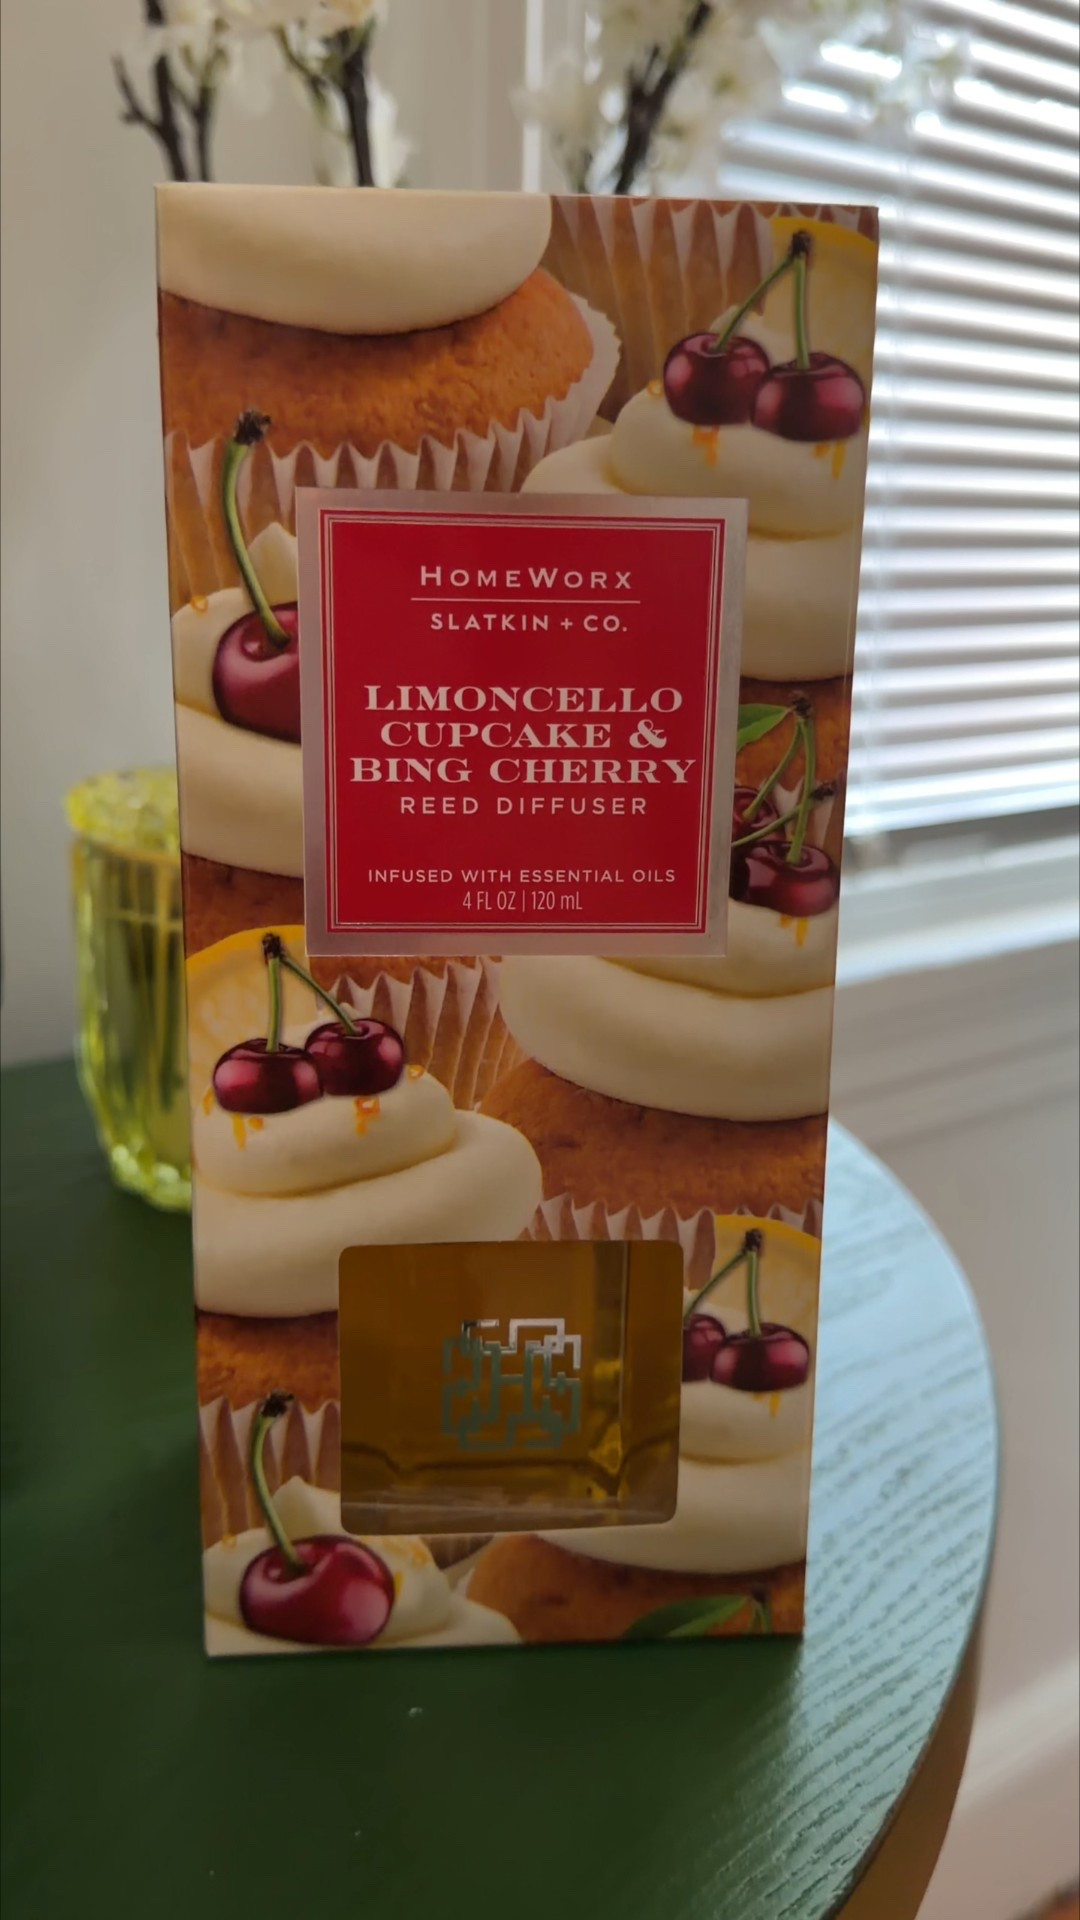 HOMEWORX
SLATKIN + CO.
LIMONCELLO
CUPCAKE &
BING CHERRY
REED DIFFUSER
INFUSED WITH ESSENTIAL OILS
4 FL OZ | 120 mL
H